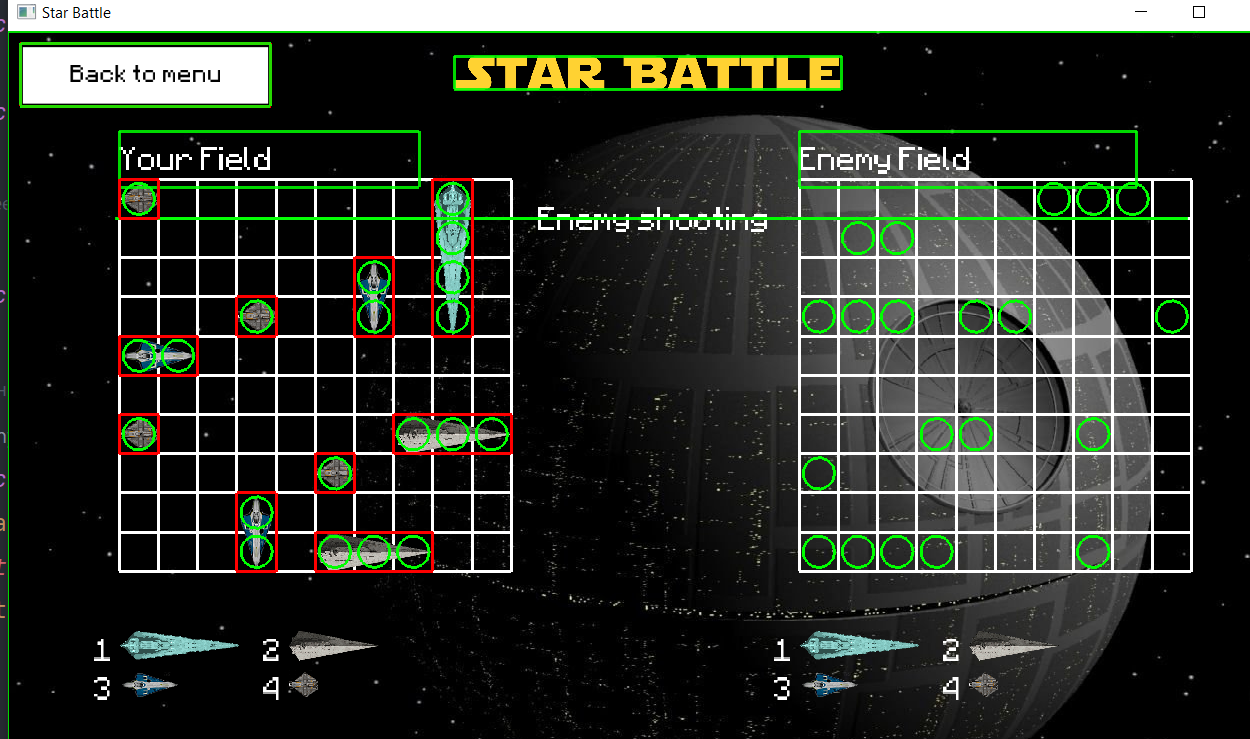 Star Battle
Back to menu
STAR BATTLE
Your Field
Enemy Field
Enemy shooting
1
2
1
2
3
4
3
4